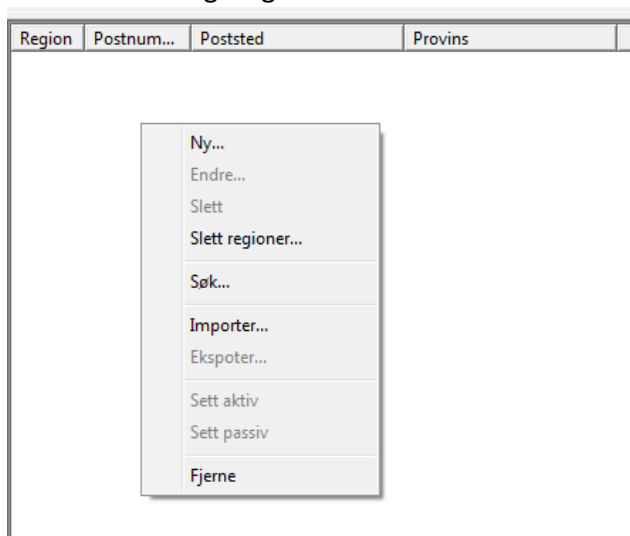 Region Postnum... Poststed Provins
Ny...
Endre...
Slett
Slett regioner...
Søk...
Importer...
Ekspoter...
Sett aktiv
Sett passiv
Fjerne